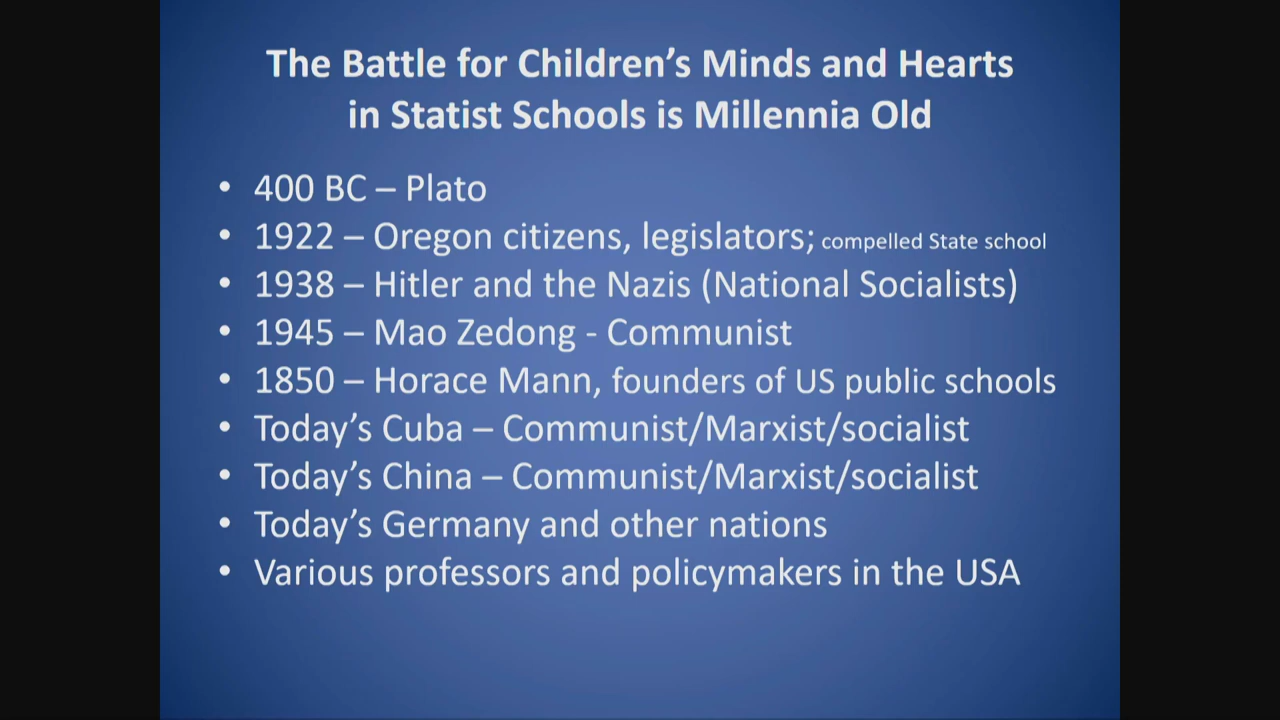 The Battle for Children’s Minds and Hearts
in Statist Schools is Millennia Old
• 400 BC – Plato
• 1922 – Oregon citizens, legislators; compelled State school
• 1938 – Hitler and the Nazis (National Socialists)
• 1945 – Mao Zedong - Communist
• 1850 – Horace Mann, founders of US public schools
• Today’s Cuba – Communist/Marxist/socialist
• Today’s China – Communist/Marxist/socialist
• Today’s Germany and other nations
• Various professors and policymakers in the USA